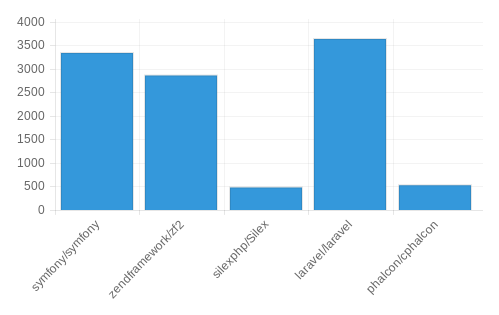 4000
3500
3000
2500
2000
1500
1000
500
0
symfony/symfony
zendframework/zf2
silexphp/Silex
laravel/laravel
phalcon/cphalcon